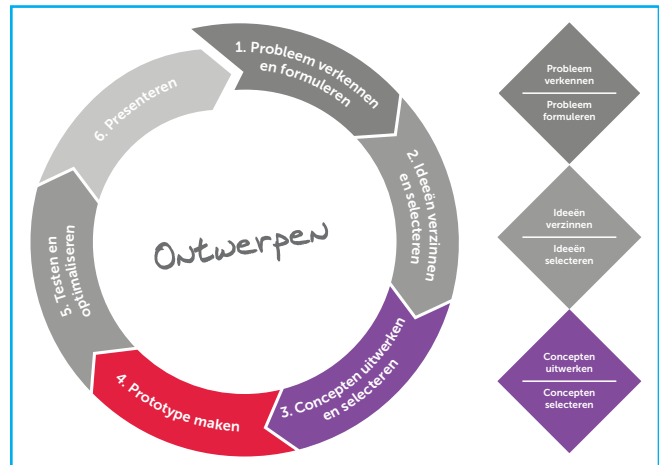 1. Probleem verkennen
en formuleren
2. Ideeën verzinnen
en selecteren
3. Concepten uitwerken
en selecteren
4. Prototype maken
5. Testen en
optimaliseren
6. Presenteren
Ontwerpen
Probleem
verkennen
Probleem
formuleren
Ideeën
verzinnen
Ideeën
selecteren
Concepten
uitwerken
Concepten
selecteren